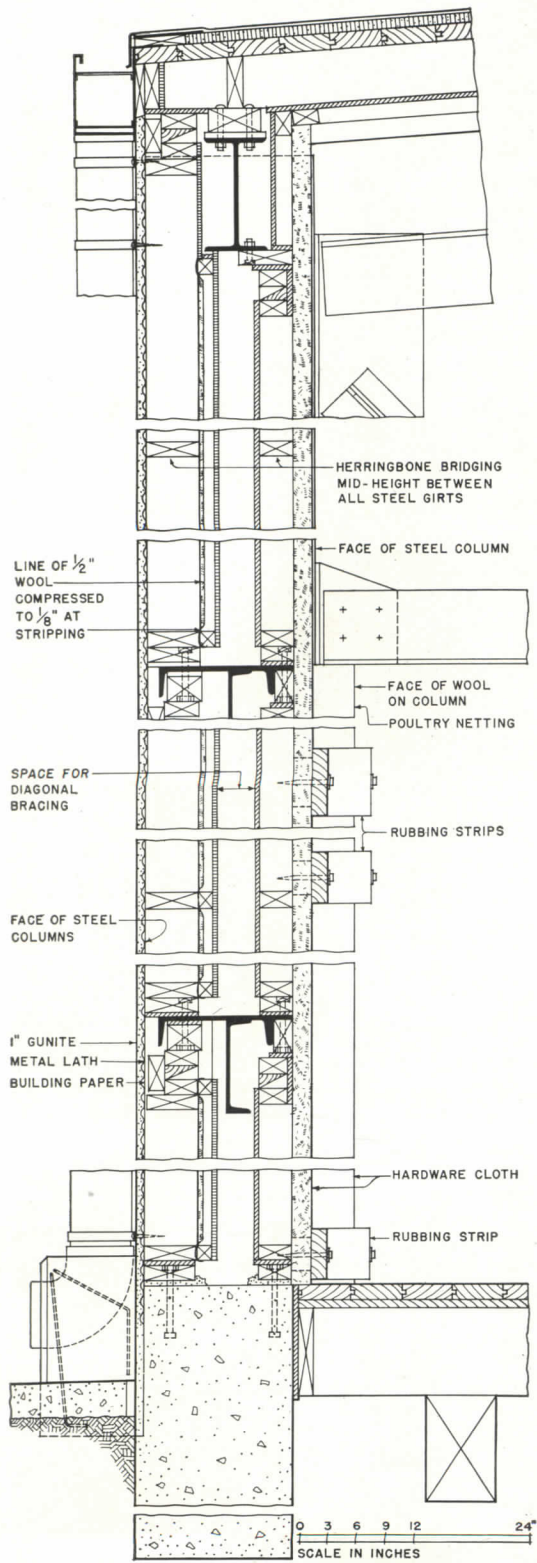 HERRINGBONE BRIDGING
MID-HEIGHT BETWEEN
ALL STEEL GIRTS
FACE OF STEEL COLUMN
LINE OF 1/2"
WOOL
COMPRESSED
TO 1/8" AT
STRIPPING
FACE OF WOOL
ON COLUMN
POULTRY NETTING
SPACE FOR
DIAGONAL
BRACING
RUBBING STRIPS
FACE OF STEEL
COLUMNS
1" GUNITE
METAL LATH
BUILDING PAPER
HARDWARE CLOTH
RUBBING STRIP
0 3 6 9 12 24"
SCALE IN INCHES